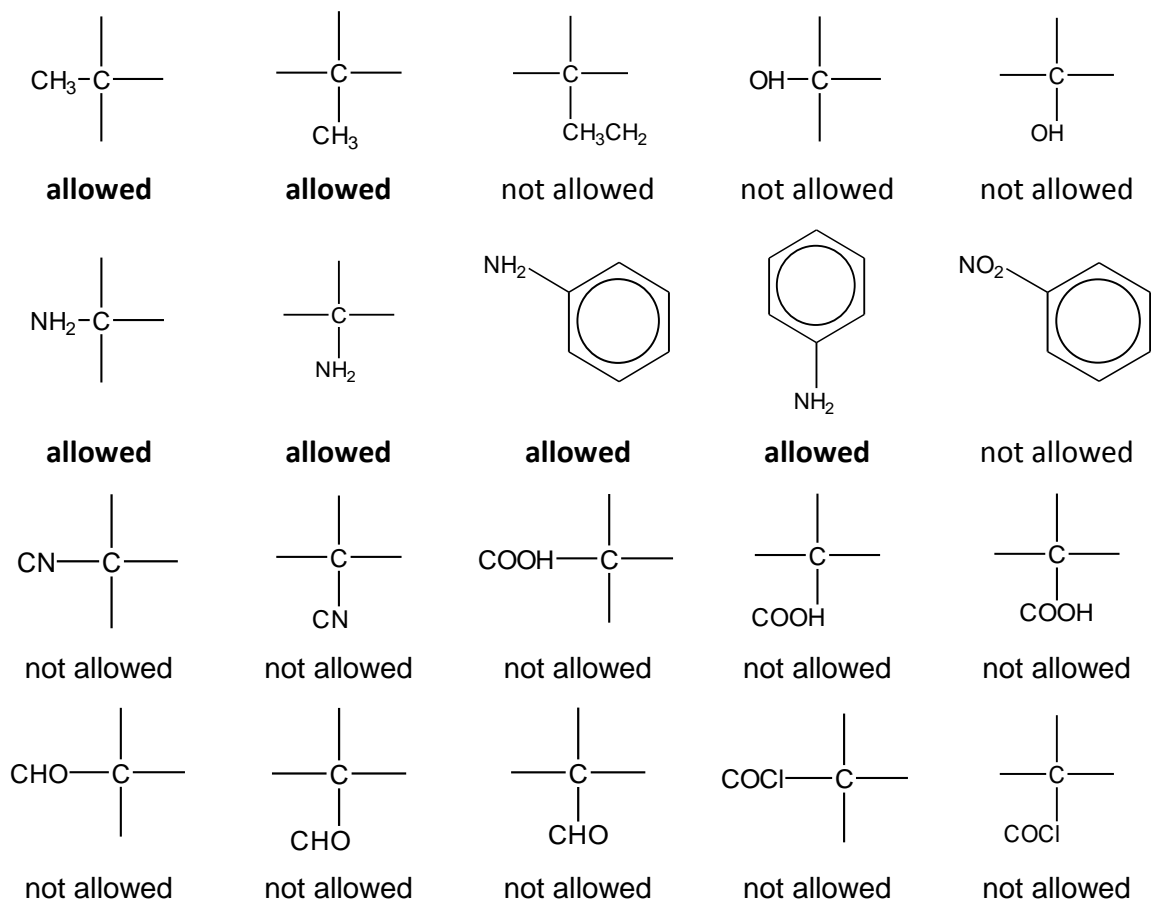 CH₃ C C C OH C C
CH₃ CH₃CH₂ OH
allowed allowed not allowed not allowed not allowed
NH₂ C C NH₂ NO₂
NH₂ NH₂
allowed allowed allowed allowed not allowed
CN C C COOH C C C
CN COOH COOH
not allowed not allowed not allowed not allowed not allowed
CHO C C C COCl C C
CHO CHO COCl
not allowed not allowed not allowed not allowed not allowed